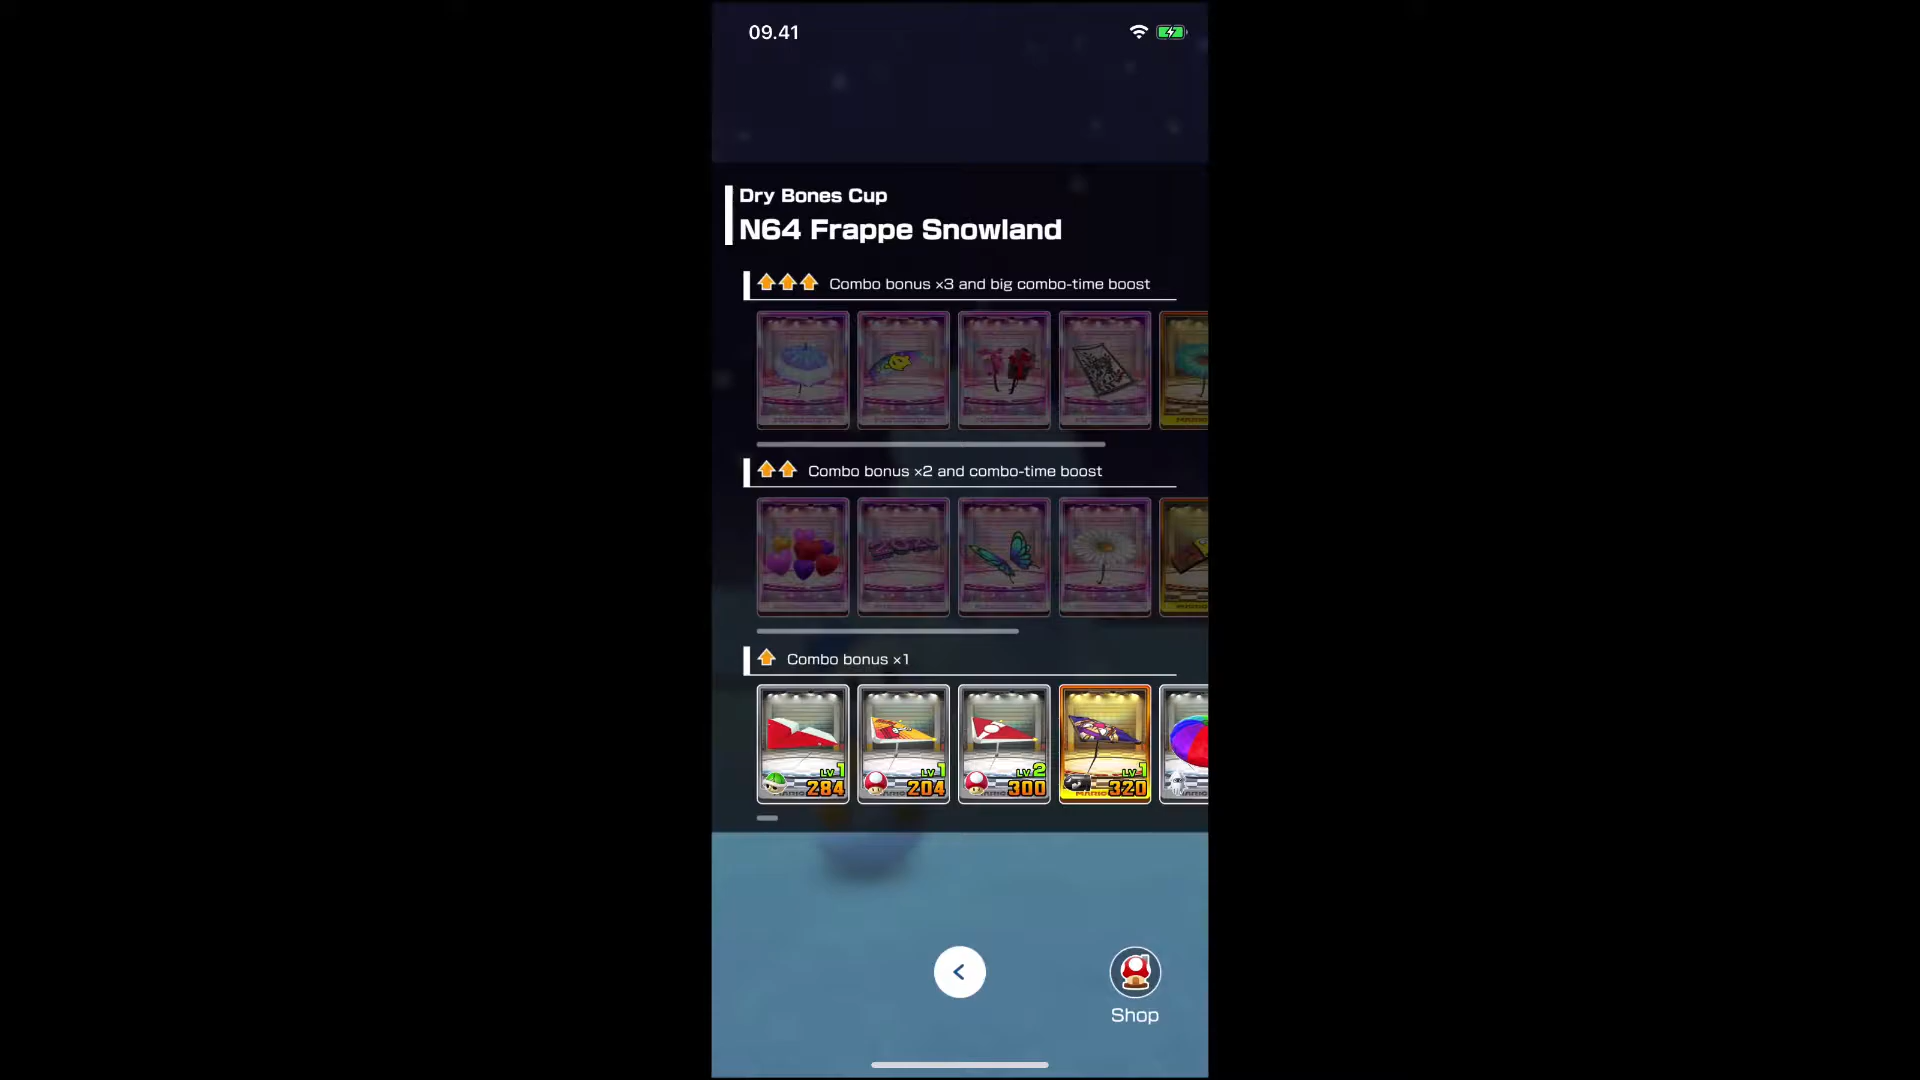 09.41
Dry Bones Cup
N64 Frappe Snowland
Combo bonus ×3 and big combo-time boost
Combo bonus ×2 and combo-time boost
2021
Combo bonus ×1
LV.1 LV.1 LV.2 LV.1
284 204 300 320
Shop